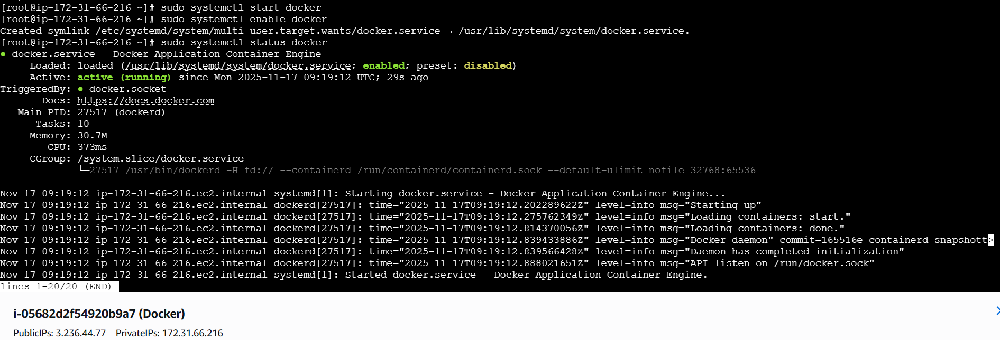 [root@ip-172-31-66-216 ~]# sudo systemctl start docker
[root@ip-172-31-66-216 ~]# sudo systemctl enable docker
Created symlink /etc/systemd/system/multi-user.target.wants/docker.service → /usr/lib/systemd/system/docker.service.
[root@ip-172-31-66-216 ~]# sudo systemctl status docker
● docker.service - Docker Application Container Engine
     Loaded: loaded (/usr/lib/systemd/system/docker.service; enabled; preset: disabled)
     Active: active (running) since Mon 2025-11-17 09:19:12 UTC; 29s ago
TriggeredBy: ● docker.socket
       Docs: https://docs.docker.com
   Main PID: 27517 (dockerd)
      Tasks: 10
     Memory: 30.7M
        CPU: 373ms
     CGroup: /system.slice/docker.service
             └─27517 /usr/bin/dockerd -H fd:// --containerd=/run/containerd/containerd.sock --default-ulimit nofile=32768:65536
Nov 17 09:19:12 ip-172-31-66-216.ec2.internal systemd[1]: Starting docker.service - Docker Application Container Engine...
Nov 17 09:19:12 ip-172-31-66-216.ec2.internal dockerd[27517]: time="2025-11-17T09:19:12.202289622Z" level=info msg="Starting up"
Nov 17 09:19:12 ip-172-31-66-216.ec2.internal dockerd[27517]: time="2025-11-17T09:19:12.275762349Z" level=info msg="Loading containers: start."
Nov 17 09:19:12 ip-172-31-66-216.ec2.internal dockerd[27517]: time="2025-11-17T09:19:12.814370056Z" level=info msg="Loading containers: done."
Nov 17 09:19:12 ip-172-31-66-216.ec2.internal dockerd[27517]: time="2025-11-17T09:19:12.839433886Z" level=info msg="Docker daemon" commit=165516e containerd-snapshott>
Nov 17 09:19:12 ip-172-31-66-216.ec2.internal dockerd[27517]: time="2025-11-17T09:19:12.839566428Z" level=info msg="Daemon has completed initialization"
Nov 17 09:19:12 ip-172-31-66-216.ec2.internal dockerd[27517]: time="2025-11-17T09:19:12.888021651Z" level=info msg="API listen on /run/docker.sock"
Nov 17 09:19:12 ip-172-31-66-216.ec2.internal systemd[1]: Started docker.service - Docker Application Container Engine.
lines 1-20/20 (END)
i-05682d2f54920b9a7 (Docker)
PublicIPs: 3.236.44.77 PrivateIPs: 172.31.66.216